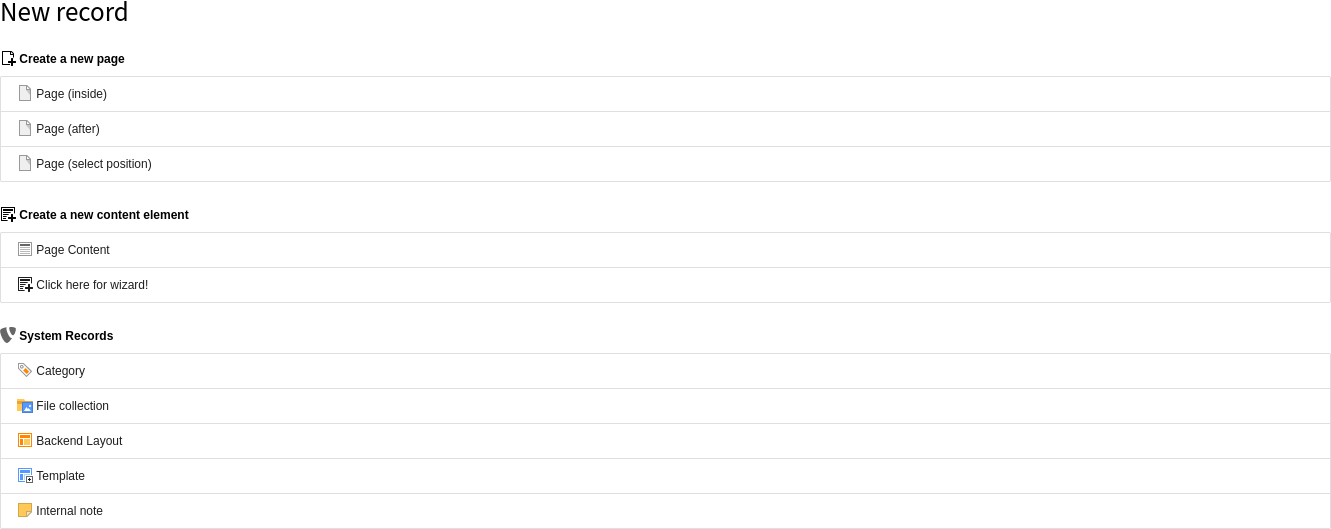 New record
Create a new page
Page (inside)
Page (after)
Page (select position)
Create a new content element
Page Content
Click here for wizard!
System Records
Category
File collection
Backend Layout
Template
Internal note